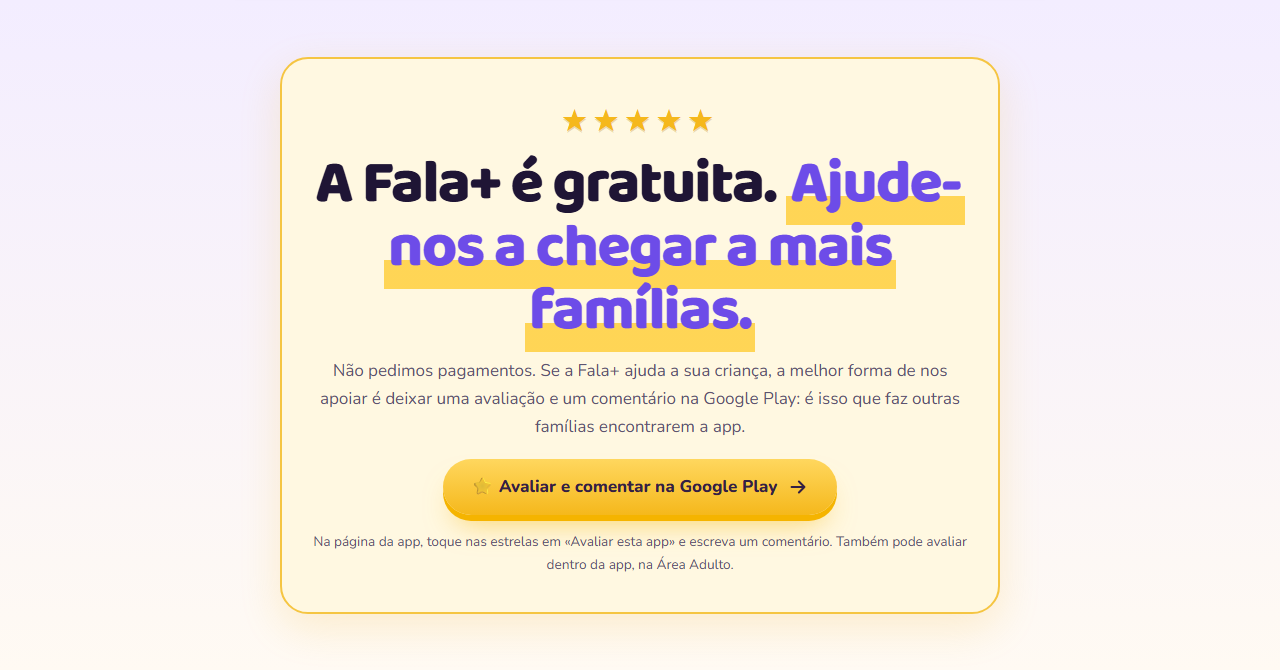 A Fala+ é gratuita. Ajude-
nos a chegar a mais
famílias.
Não pedimos pagamentos. Se a Fala+ ajuda a sua criança, a melhor forma de nos
apoiar é deixar uma avaliação e um comentário na Google Play: é isso que faz outras
famílias encontrarem a app.
Avaliar e comentar na Google Play →
Na página da app, toque nas estrelas em «Avaliar esta app» e escreva um comentário. Também pode avaliar
dentro da app, na Área Adulto.